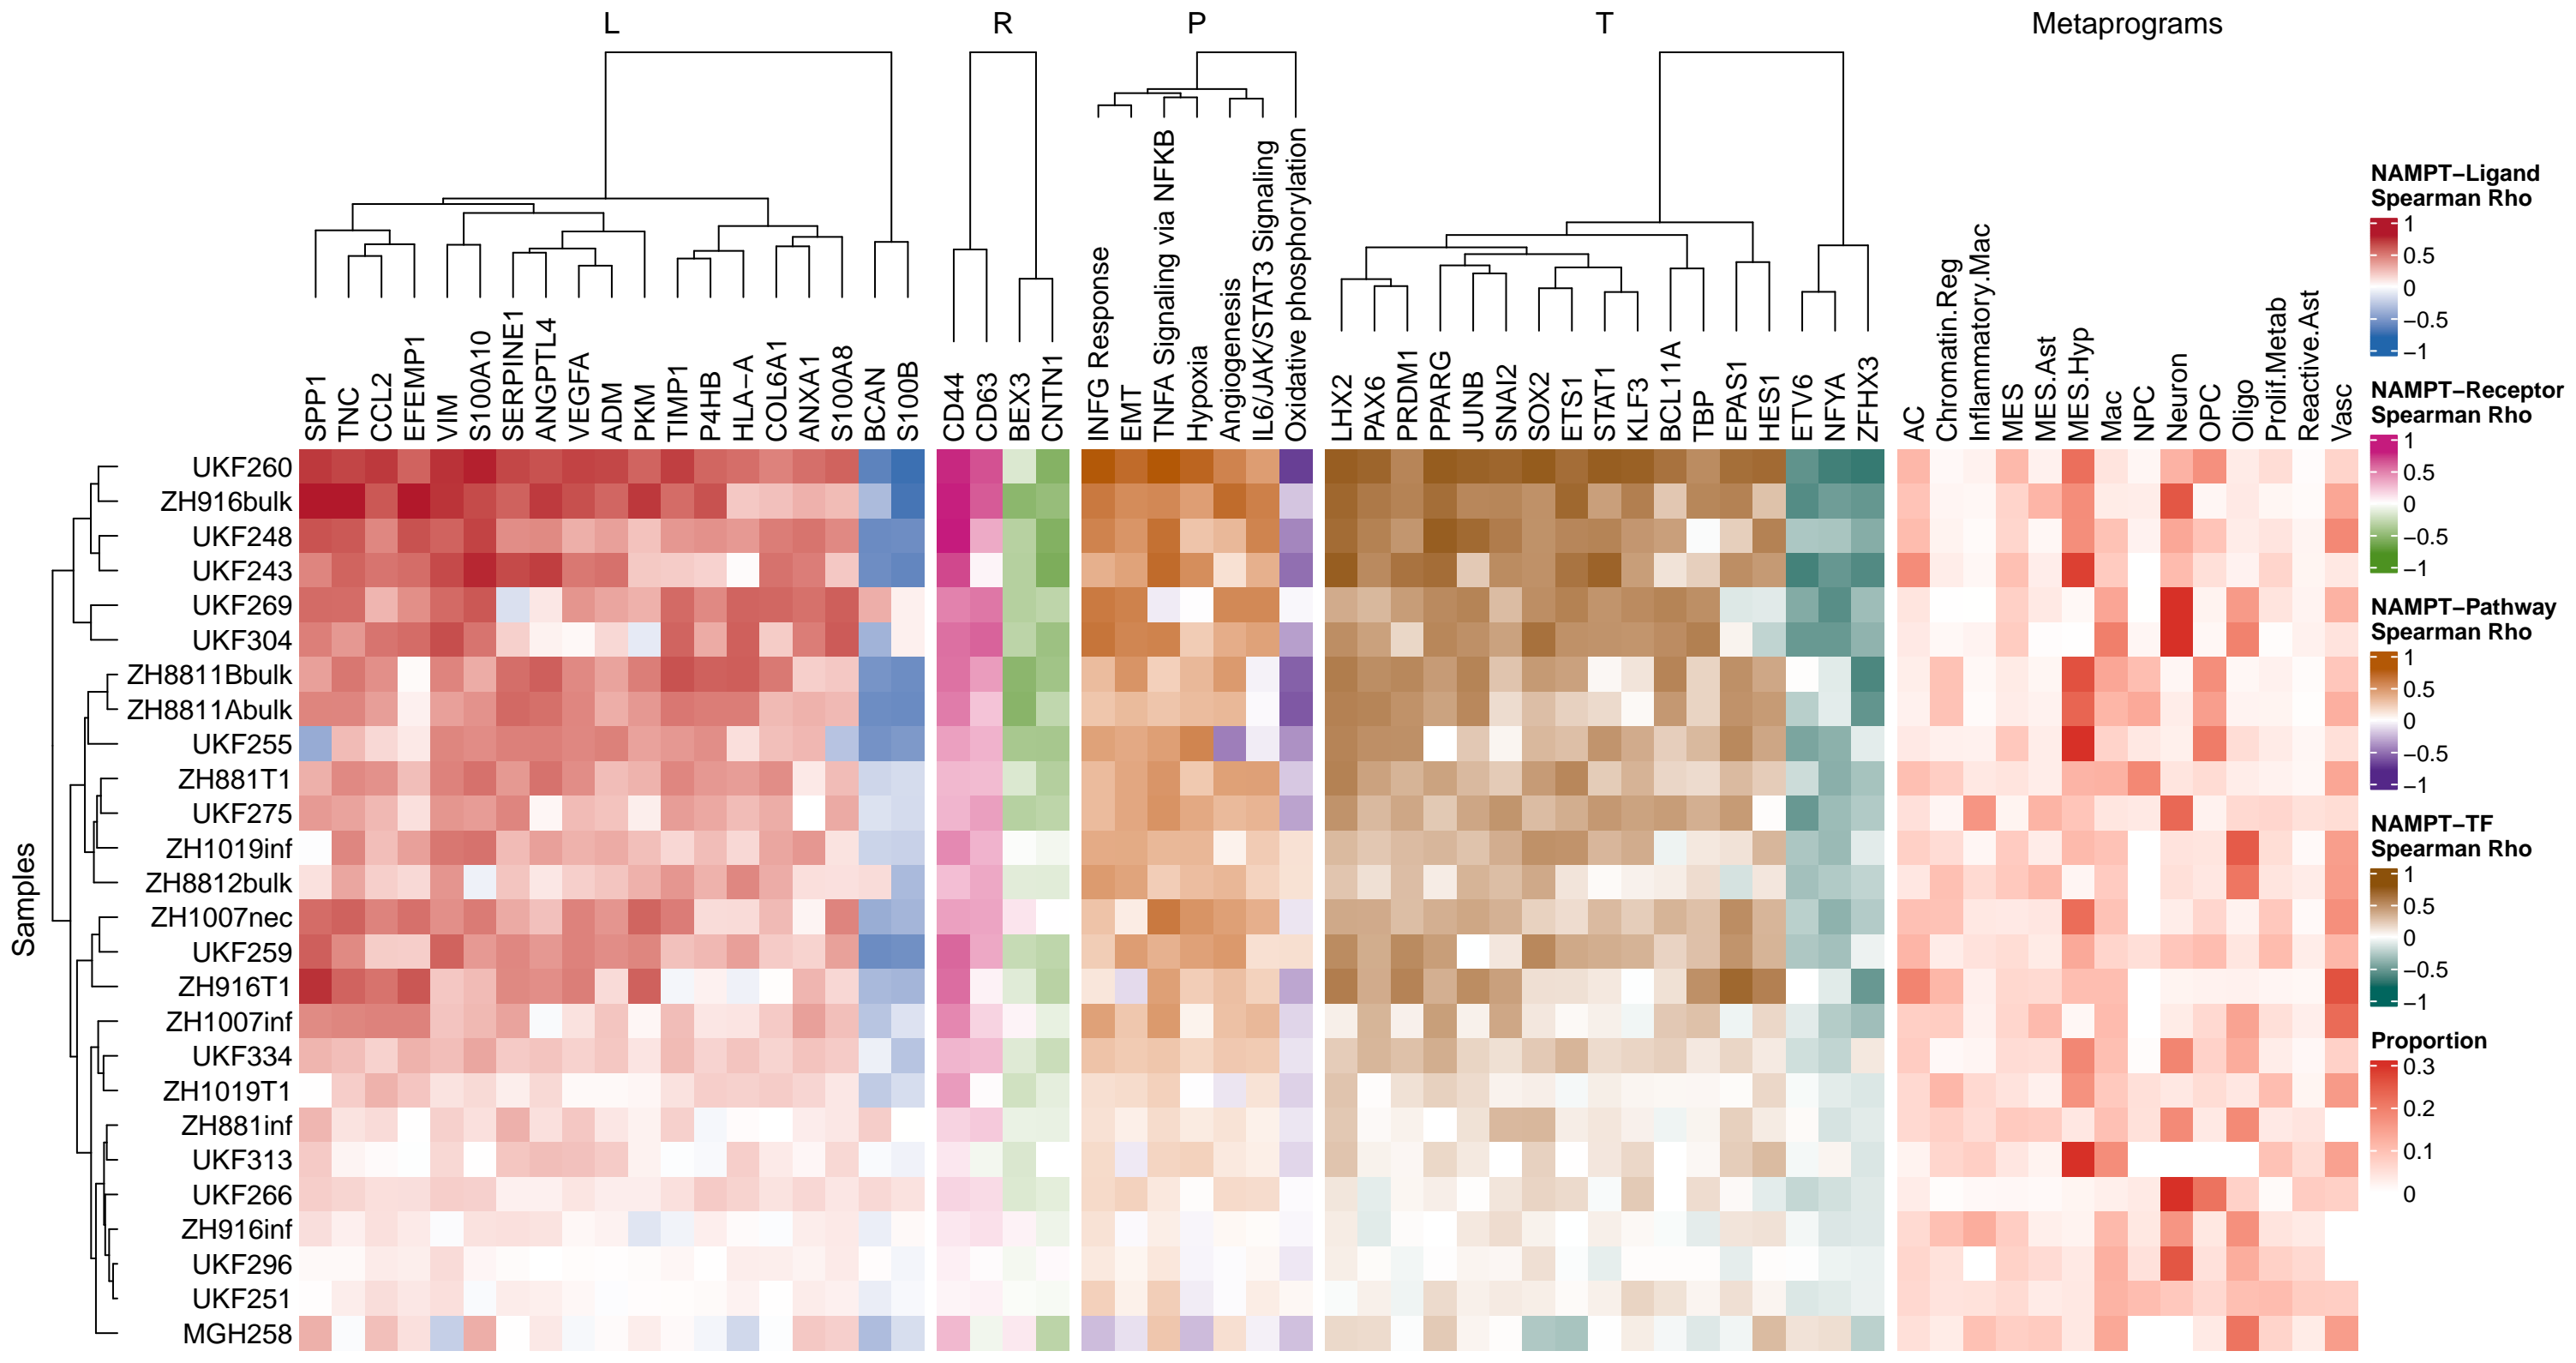 L
R
P
T
Metaprograms
SPP1
TNC
CCL2
EFEMP1
VIM
S100A10
SERPINE1
ANGPTL4
VEGFA
ADM
PKM
TIMP1
P4HB
HLA−A
COL6A1
ANXA1
S100A8
BCAN
S100B
CD44
CD63
BEX3
CNTN1
INFG Response
EMT
TNFA Signaling via NFKB
Hypoxia
Angiogenesis
IL6/JAK/STAT3 Signaling
Oxidative phosphorylation
LHX2
PAX6
PRDM1
PPARG
JUNB
SNAI2
SOX2
ETS1
STAT1
KLF3
BCL11A
TBP
EPAS1
HES1
ETV6
NFYA
ZFHX3
AC
Chromatin.Reg
Inflammatory.Mac
MES
MES.Ast
MES.Hyp
Mac
NPC
Neuron
OPC
Oligo
Prolif.Metab
Reactive.Ast
Vasc
Samples
UKF260
ZH916bulk
UKF248
UKF243
UKF269
UKF304
ZH8811Bbulk
ZH8811Abulk
UKF255
ZH881T1
UKF275
ZH1019inf
ZH8812bulk
ZH1007nec
UKF259
ZH916T1
ZH1007inf
UKF334
ZH1019T1
ZH881inf
UKF313
UKF266
ZH916inf
UKF296
UKF251
MGH258
NAMPT−Ligand
Spearman Rho
1
0.5
0
−0.5
−1
NAMPT−Receptor
Spearman Rho
1
0.5
0
−0.5
−1
NAMPT−Pathway
Spearman Rho
1
0.5
0
−0.5
−1
NAMPT−TF
Spearman Rho
1
0.5
0
−0.5
−1
Proportion
0.3
0.2
0.1
0